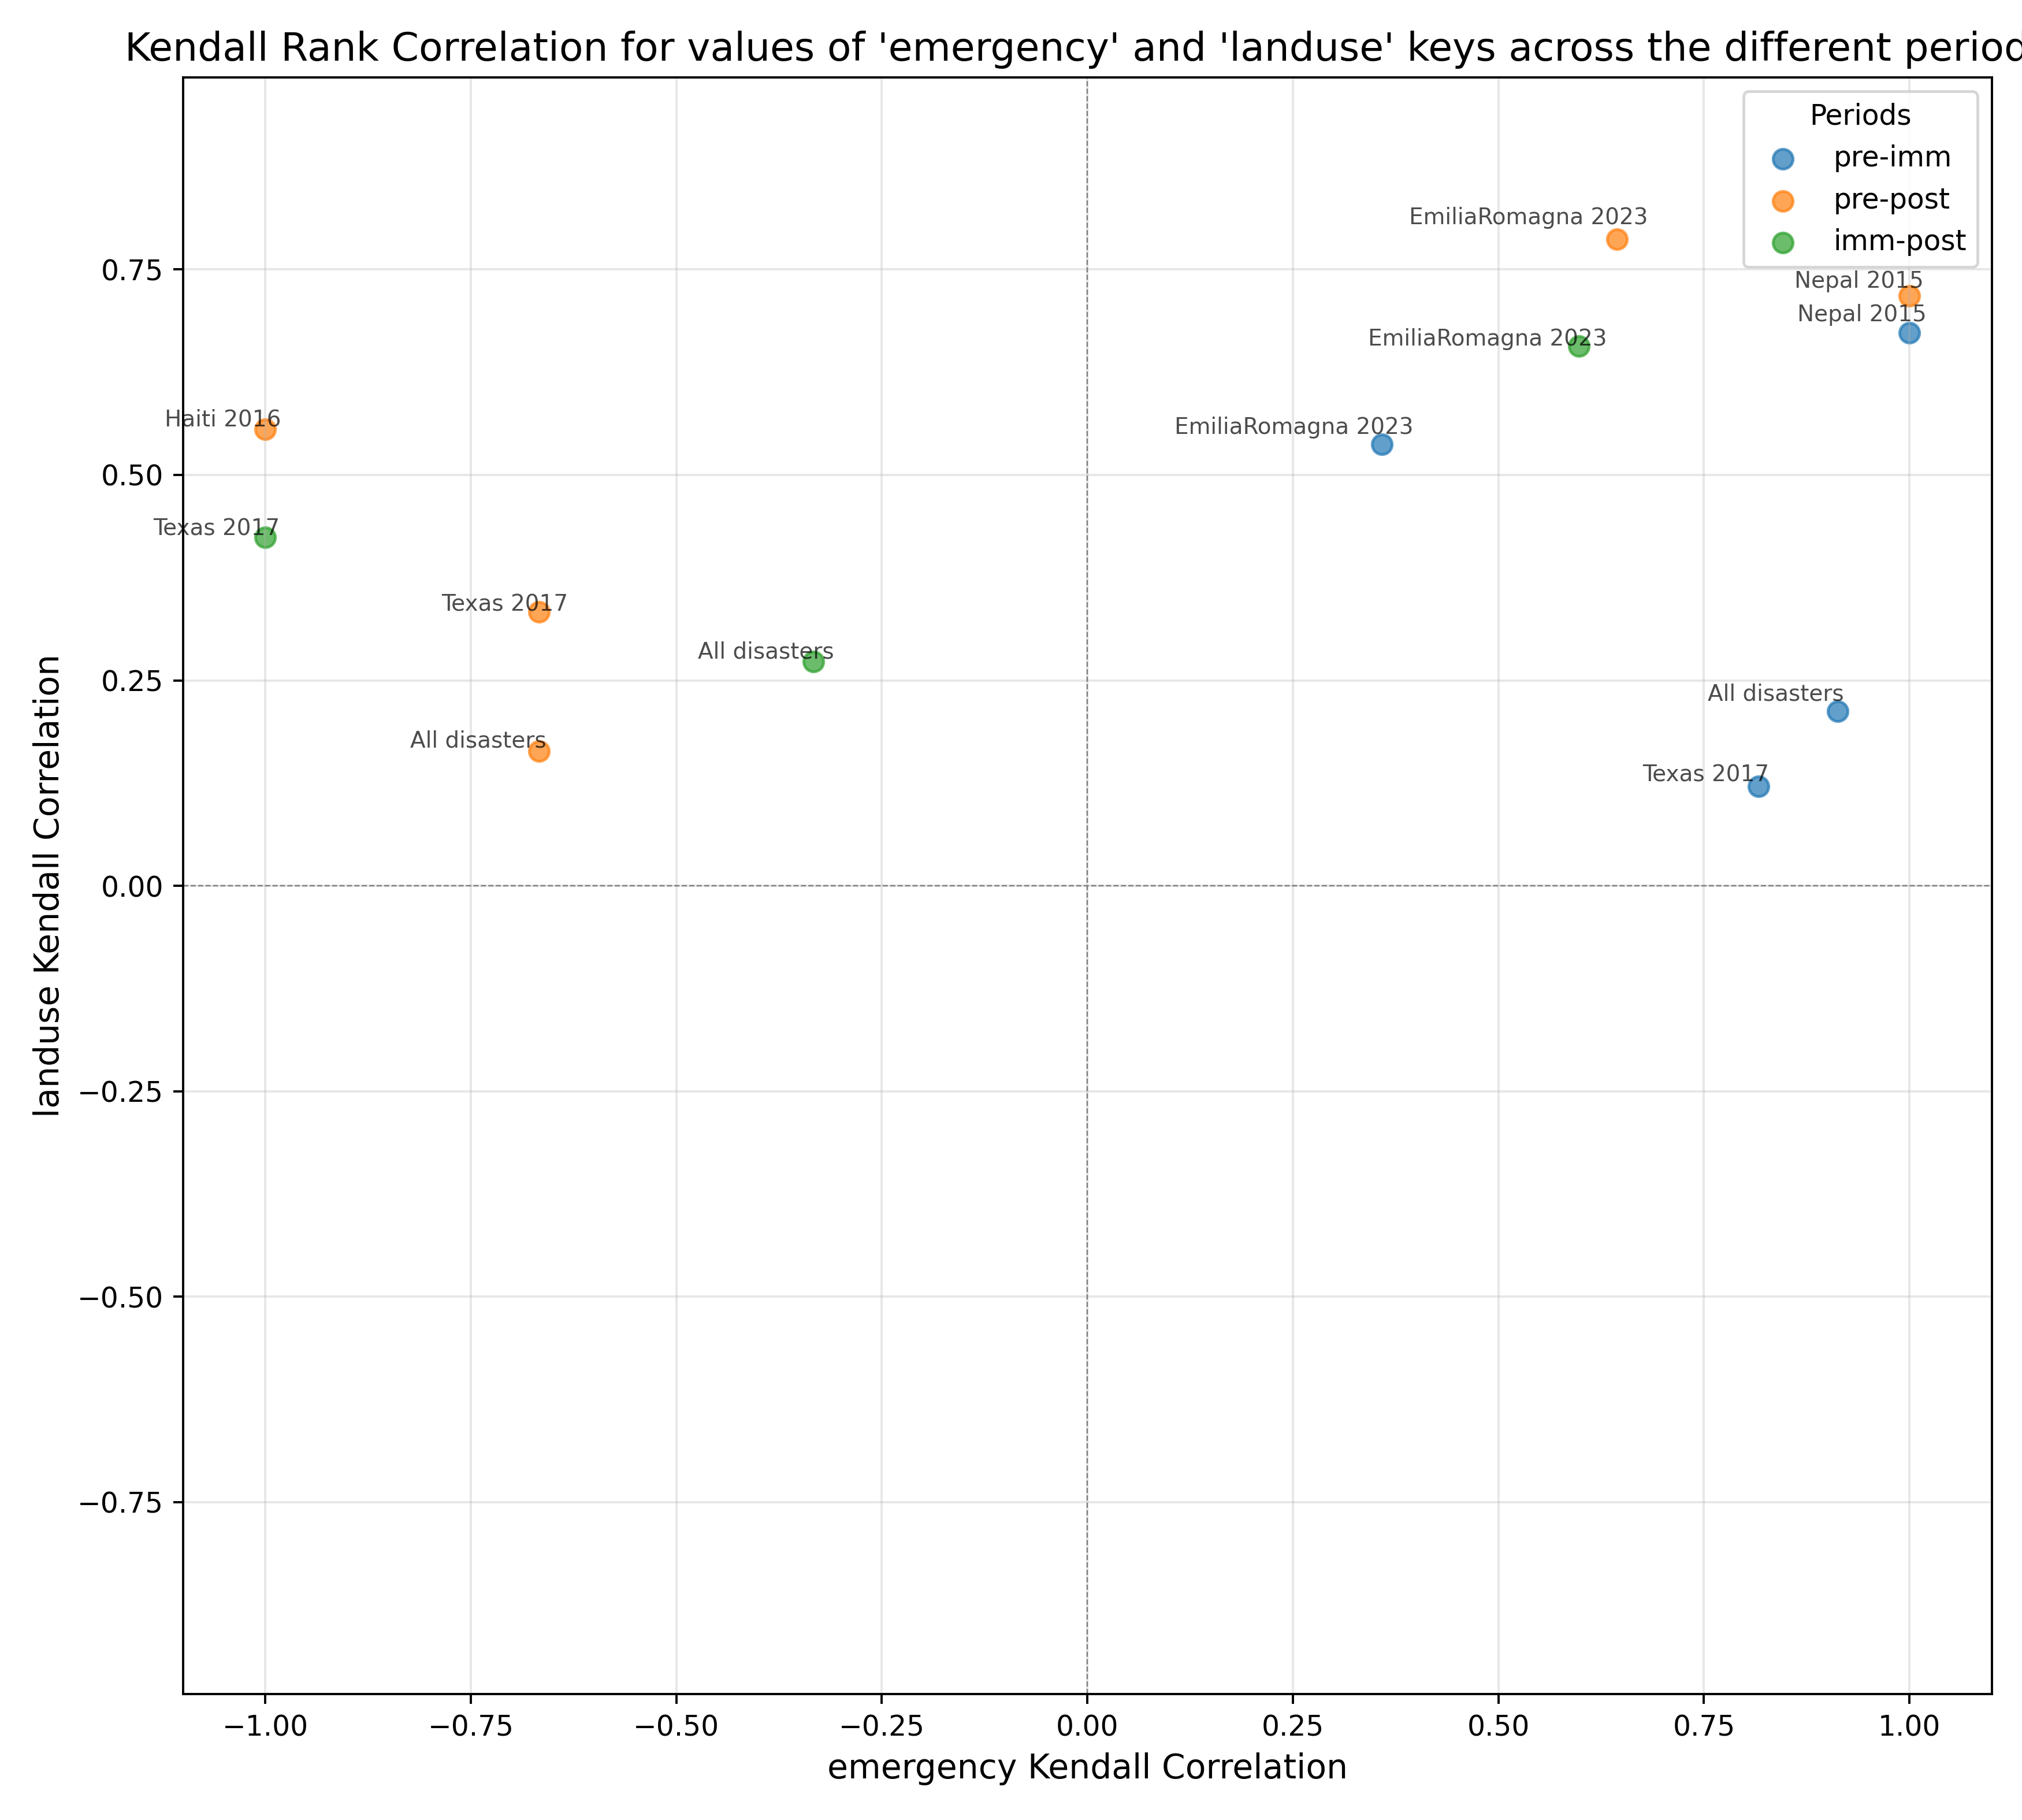 Kendall Rank Correlation for values of 'emergency' and 'landuse' keys across the different period
Periods
pre-imm
pre-post
imm-post
EmiliaRomagna 2023
Nepal 2015
Nepal 2015
EmiliaRomagna 2023
EmiliaRomagna 2023
Haiti 2016
Texas 2017
Texas 2017
All disasters
All disasters
All disasters
Texas 2017
landuse Kendall Correlation
0.75
0.50
0.25
0.00
−0.25
−0.50
−0.75
−1.00
−0.75
−0.50
−0.25
0.00
0.25
0.50
0.75
1.00
emergency Kendall Correlation